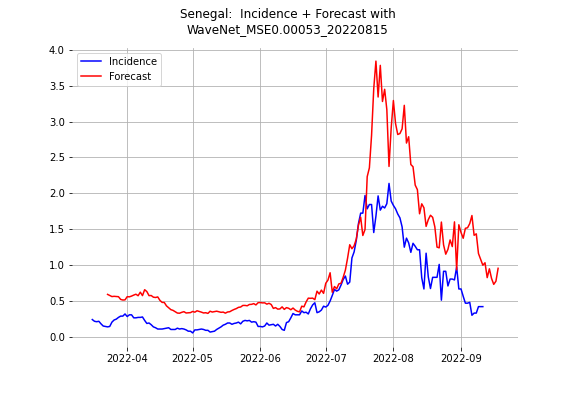 Senegal:  Incidence + Forecast with
WaveNet_MSE0.00053_20220815
Incidence
Forecast
4.0
3.5
3.0
2.5
2.0
1.5
1.0
0.5
0.0
2022-04 2022-05 2022-06 2022-07 2022-08 2022-09